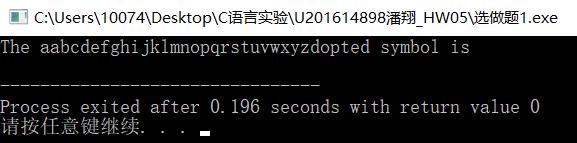 C:\Users\10074\Desktop\C语言实验\U201614898潘翔_HW05\选做题1.exe
The aabcdefghijklmnopqrstuvwxyzdopted symbol is
--------------------------------
Process exited after 0.196 seconds with return value 0
请按任意键继续. . .